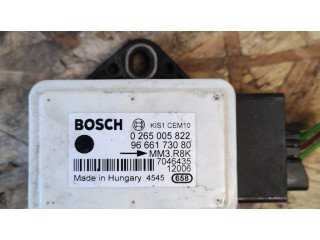 BOSCH KIS1 CEM10
0 265 005 822
96 661 730 80
MM3.R8K
7046435
12006
Made in Hungary 4545 658